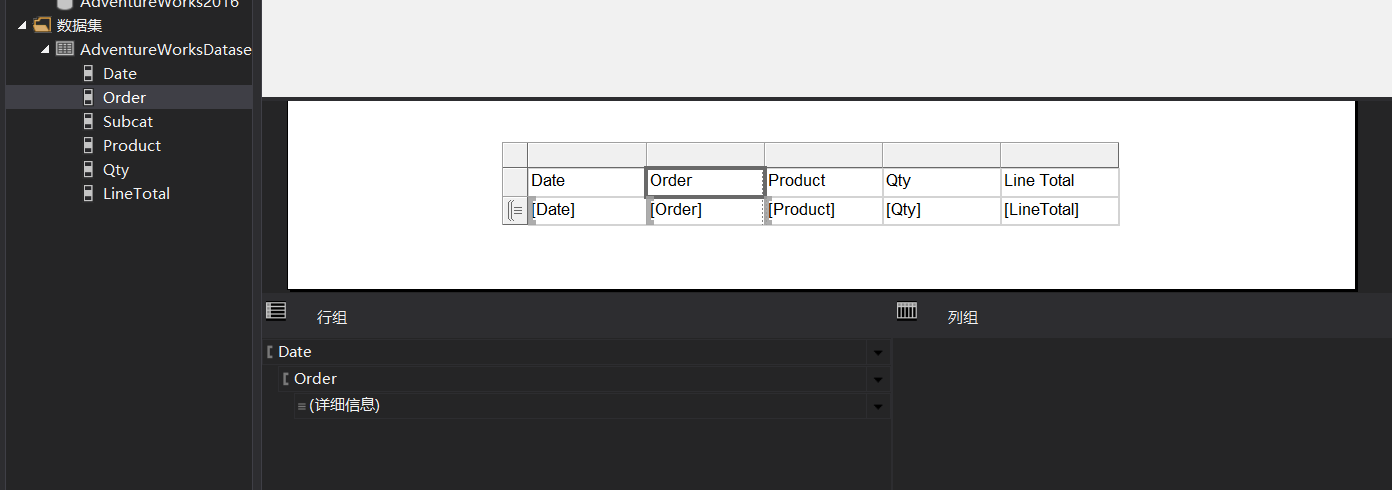 AdventureWorks2016
数据集
AdventureWorksDatase
Date
Order
Subcat
Product
Qty
LineTotal
Date Order Product Qty Line Total
[Date] [Order] [Product] [Qty] [LineTotal]
行组 列组
Date
Order
(详细信息)